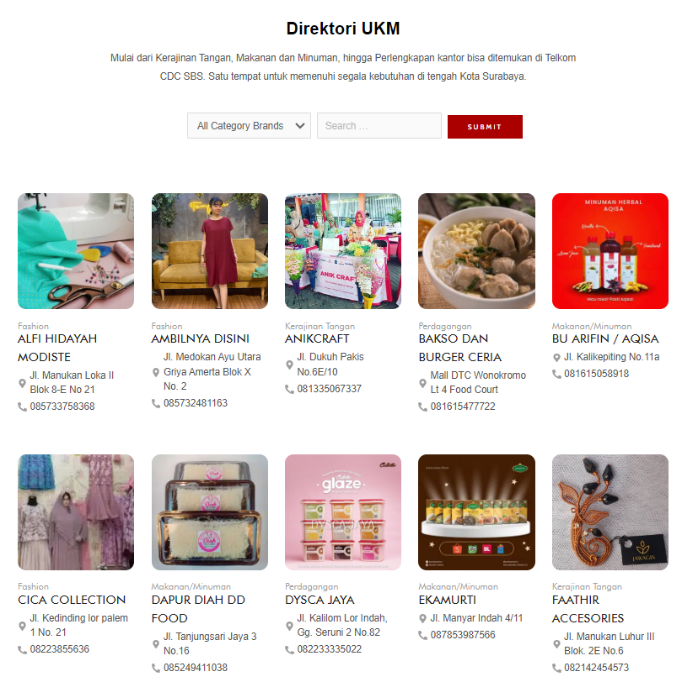 Direktori UKM
Mulai dari Kerajinan Tangan, Makanan dan Minuman, hingga Perlengkapan kantor bisa ditemukan di Telkom
CDC SBS. Satu tempat untuk memenuhi segala kebutuhan di tengah Kota Surabaya.
All Category Brands
Search ...
SUBMIT
Fashion
ALFI HIDAYAH
MODISTE
Jl. Manukan Loka II
Blok 8-E No 21
085733758368
Fashion
AMBILNYA DISINI
Jl. Medokan Ayu Utara
Griya Amerta Blok X
No. 2
085732481163
ANIK CRAFT
Kerajinan Tangan
ANIKCRAFT
Jl. Dukuh Pakis
No.6E/10
081335067337
Perdagangan
BAKSO DAN
BURGER CERIA
Mall DTC Wonokromo
Lt 4 Food Court
081615477722
MINUMAN HERBAL
AQISA
Makanan/Minuman
BU ARIFIN / AQISA
Jl. Kalikepiting No.11a
081615058918
Fashion
CICA COLLECTION
Jl. Kedinding lor palem
1 No. 21
08223855636
Makanan/Minuman
DAPUR DIAH DD
FOOD
Jl. Tanjungsari Jaya 3
No.16
085249411038
glaze
DYSCA JAYA
Perdagangan
DYSCA JAYA
Jl. Kalilom Lor Indah,
Gg. Seruni 2 No.82
082233335022
Makanan/Minuman
EKAMURTI
Jl. Manyar Indah 4/11
087853987566
Kerajinan Tangan
FAATHIR
ACCESORIES
Jl. Manukan Luhur III
Blok. 2E No.6
082142454573